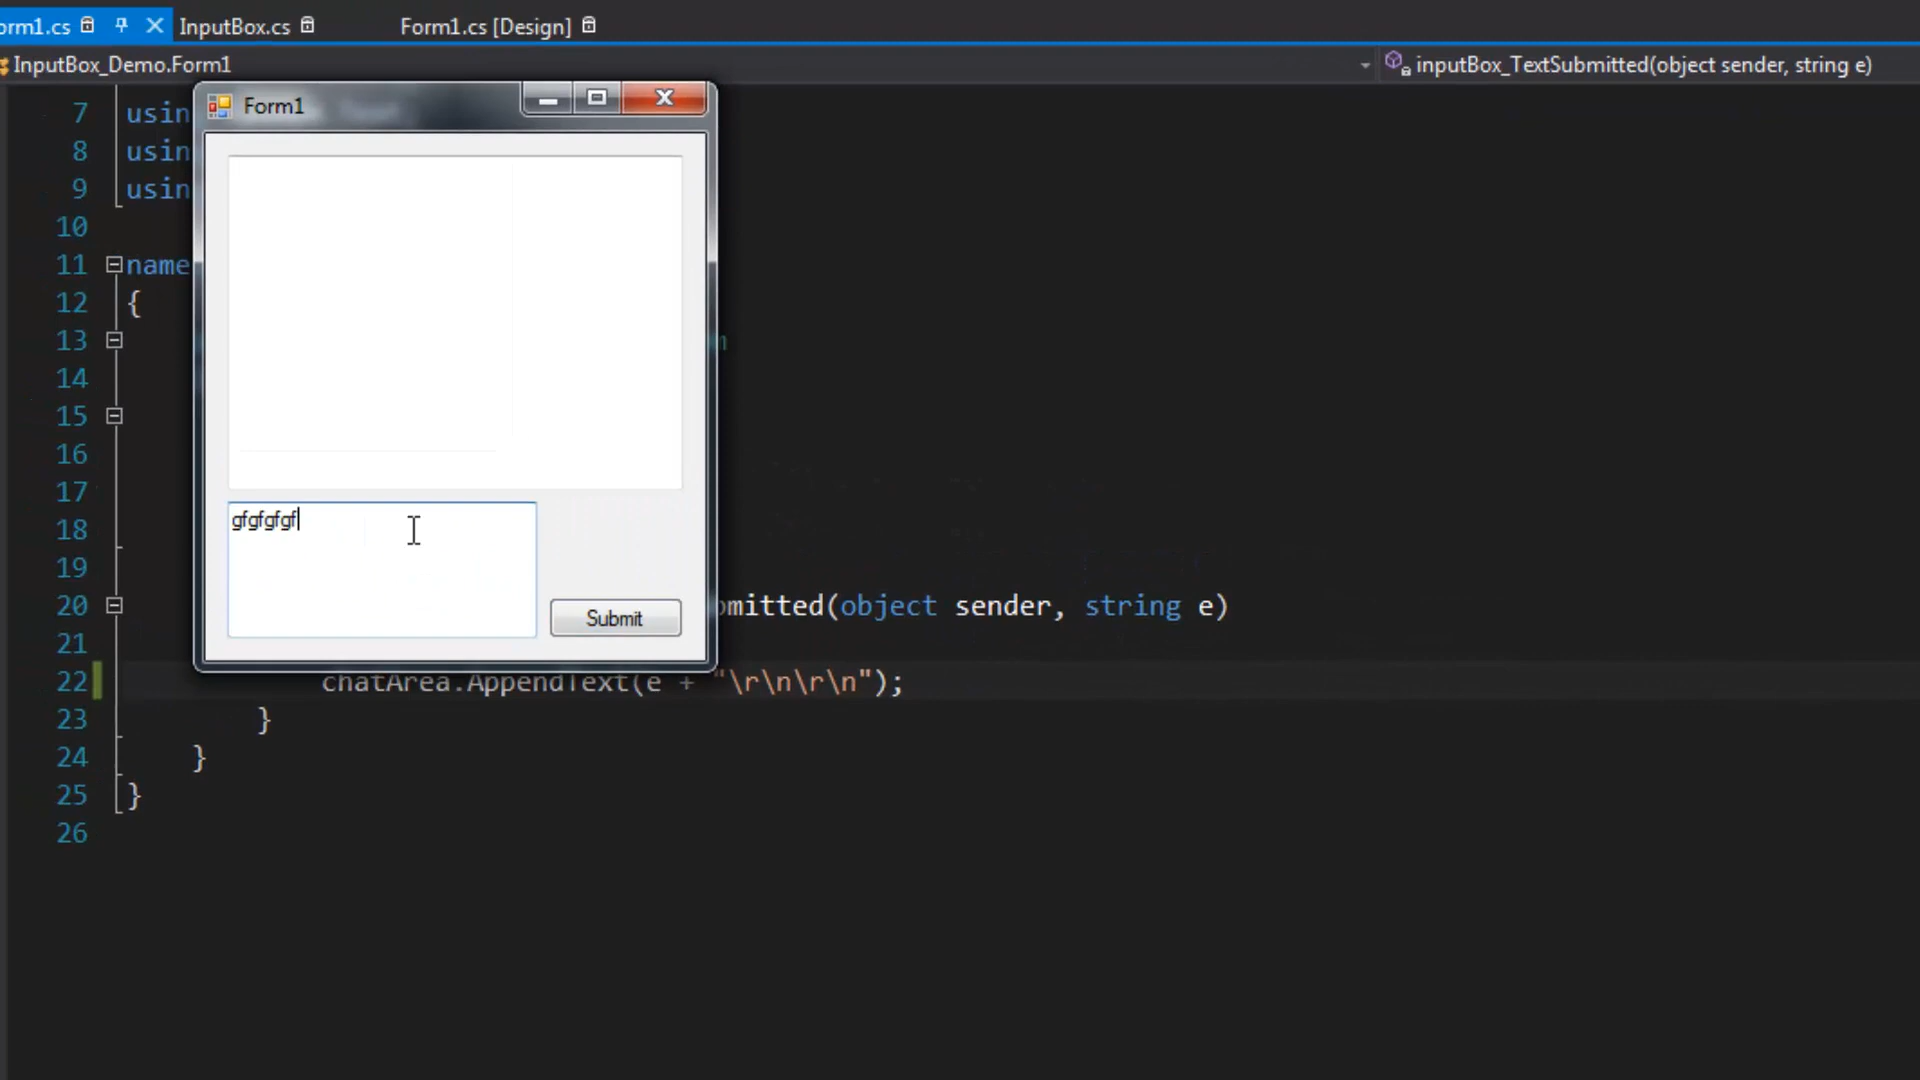 orm1.cs InputBox.cs Form1.cs [Design]
InputBox_Demo.Form1 inputBox_TextSubmitted(object sender, string e)
Form1
7 usin
8 usin
9 usin
10
11 name
12 {
13
14
15
16
17
18
19
20 omitted(object sender, string e)
21
22 chatArea.AppendText(e + "\r\n\r\n");
23 }
24 }
25 }
26
gfgfgfgf
Submit